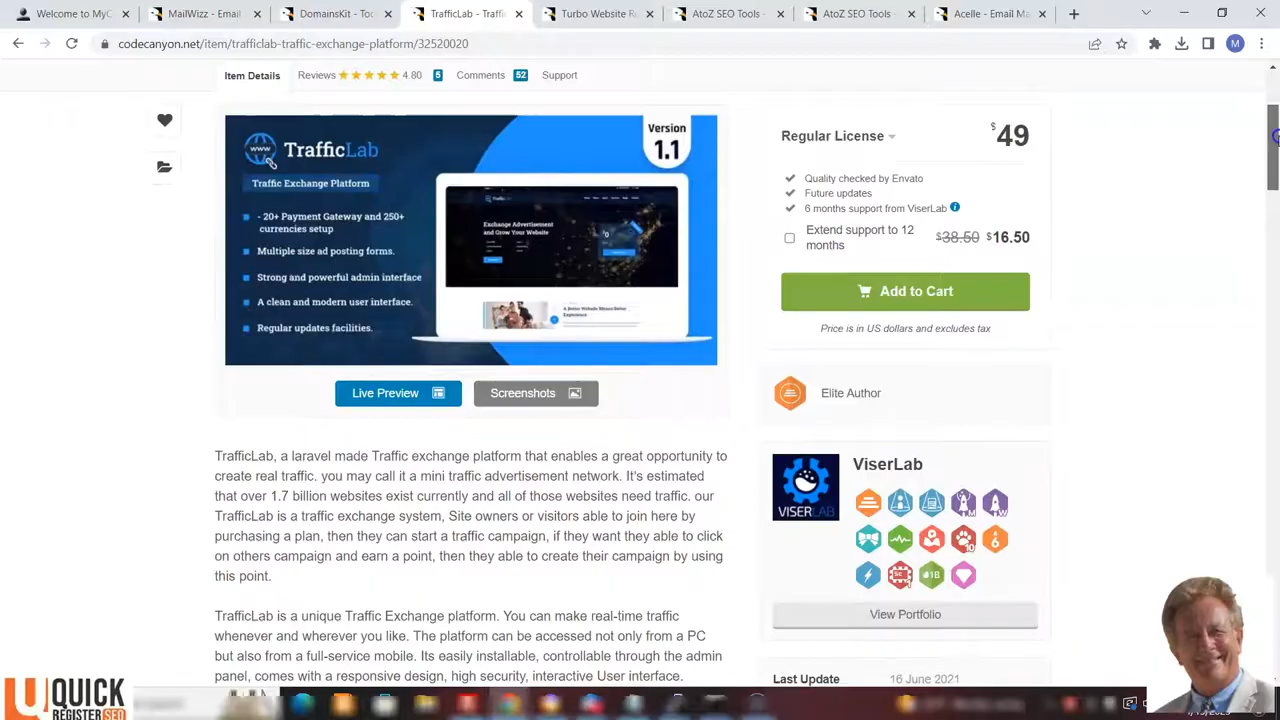 Welcome to MyC
MailWizz - Email
DomainsKit - Too
TrafficLab - Traffi
Turbo Website Re
AtoZ SEO Tools -
AtoZ SEO Tools -
Acelle - Email Ma
codecanyon.net/item/trafficlab-traffic-exchange-platform/32520020
M
Item Details
Reviews 4.80 5
Comments 52
Support
Version
1.1
WWW
TrafficLab
Traffic Exchange Platform
- 20+ Payment Gateway and 250+
currencies setup
Multiple size ad posting forms.
Strong and powerful admin interface
A clean and modern user interface.
Regular updates facilities.
Exchange Advertisement
and Grow Your Website
Live Preview
Screenshots
TrafficLab, a laravel made Traffic exchange platform that enables a great opportunity to
create real traffic. you may call it a mini traffic advertisement network. It's estimated
that over 1.7 billion websites exist currently and all of those websites need traffic. our
TrafficLab is a traffic exchange system, Site owners or visitors able to join here by
purchasing a plan, then they can start a traffic campaign, if they want they able to click
on others campaign and earn a point, then they able to create their campaign by using
this point.
TrafficLab is a unique Traffic Exchange platform. You can make real-time traffic
whenever and wherever you like. The platform can be accessed not only from a PC
but also from a full-service mobile. Its easily installable, controllable through the admin
panel, comes with a responsive design, high security, interactive User interface.
Regular License
$49
Quality checked by Envato
Future updates
6 months support from ViserLab
Extend support to 12
months
$38.50 $16.50
Add to Cart
Price is in US dollars and excludes tax
Elite Author
VISERLAB
ViserLab
View Portfolio
Last Update
16 June 2021
U QUICK
REGISTER SEO